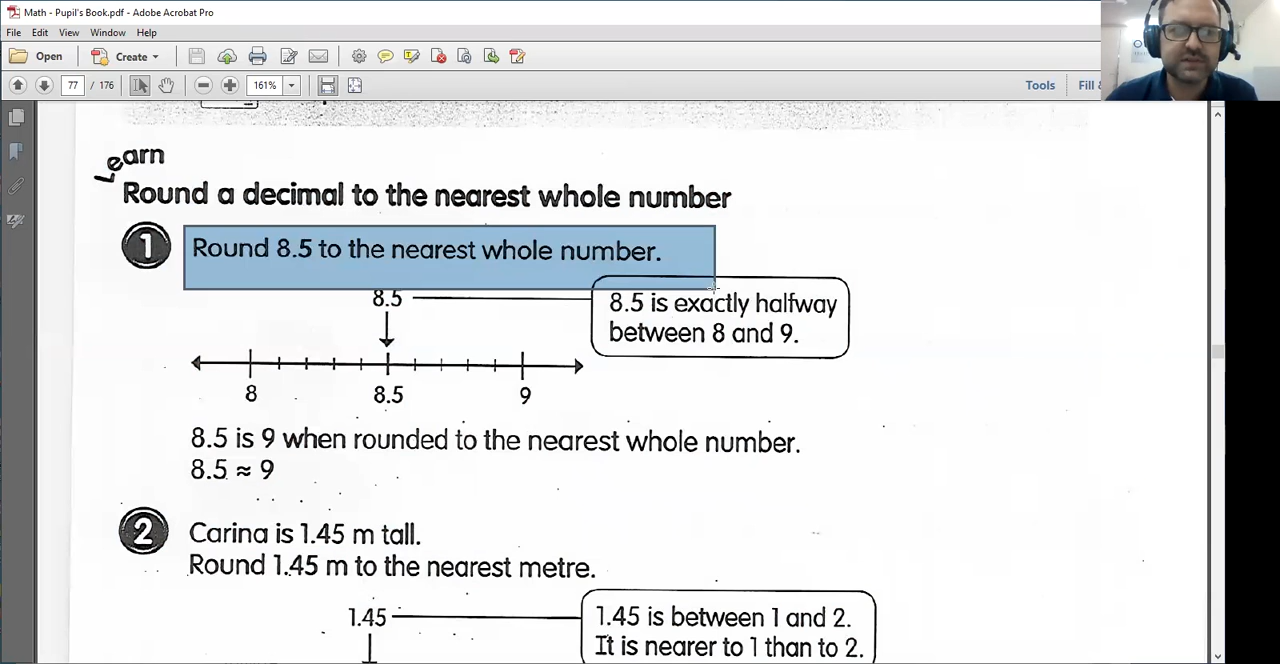 Math - Pupil's Book.pdf - Adobe Acrobat Pro
File Edit View Window Help
Open Create
77 / 176 161% Tools Fill
Learn
Round a decimal to the nearest whole number
1 Round 8.5 to the nearest whole number.
8.5
8.5 is exactly halfway
between 8 and 9.
8 8.5 9
8.5 is 9 when rounded to the nearest whole number.
8.5 ≈ 9
2 Carina is 1.45 m tall.
Round 1.45 m to the nearest metre.
1.45
1.45 is between 1 and 2.
It is nearer to 1 than to 2.